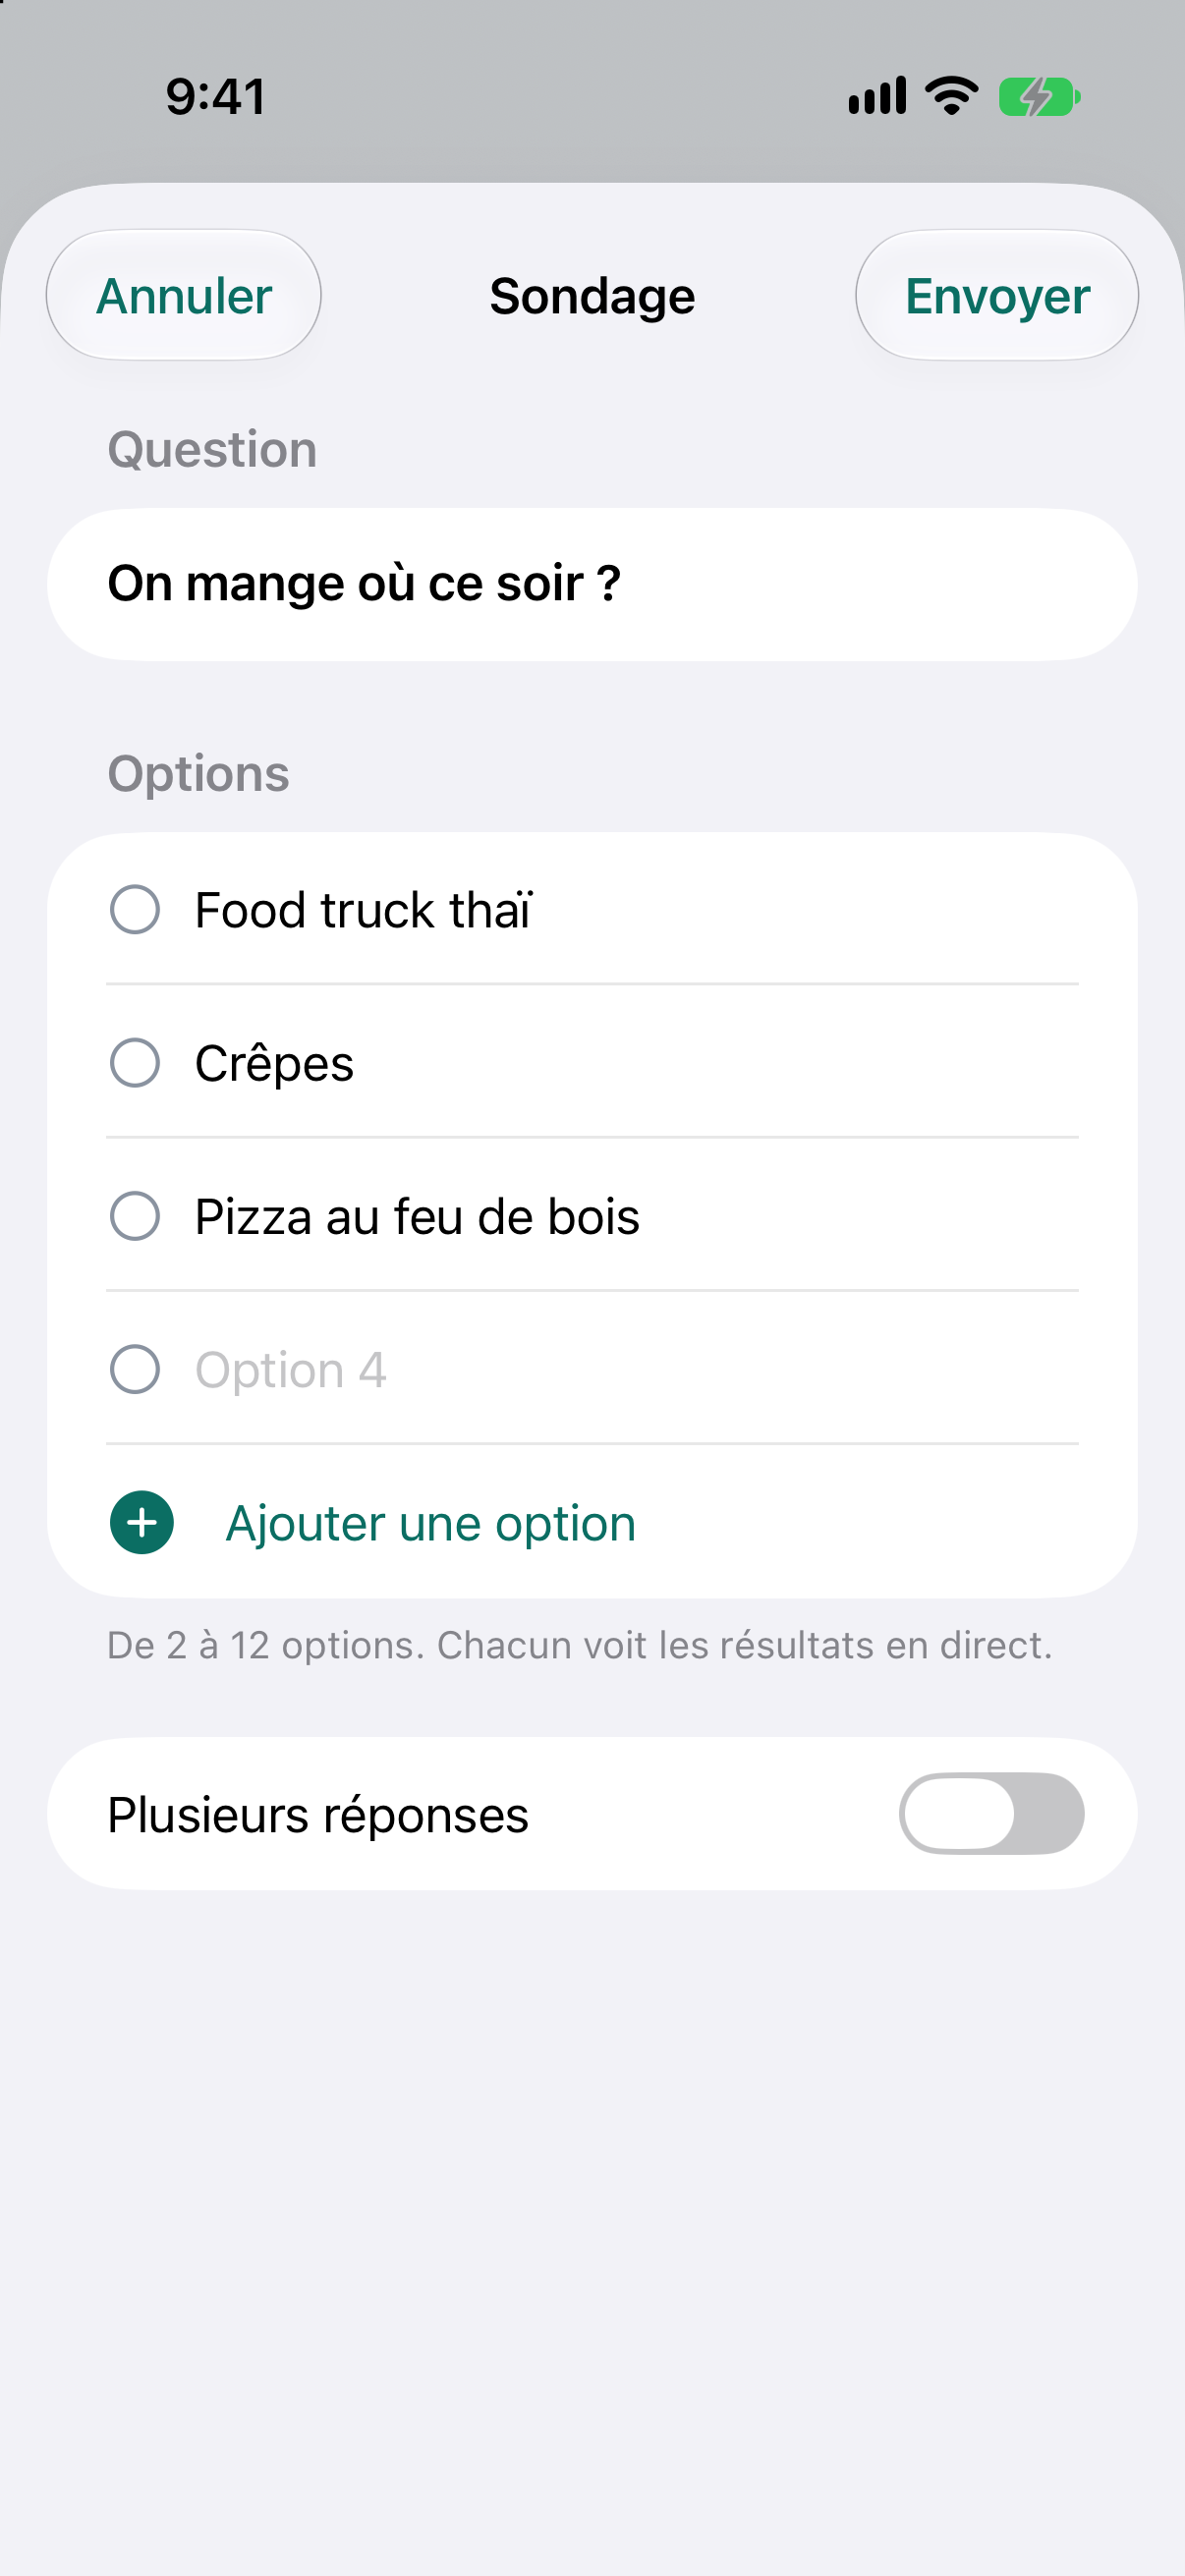 9:41
Annuler
Sondage
Envoyer
Question
On mange où ce soir ?
Options
Food truck thaï
Crêpes
Pizza au feu de bois
Option 4
Ajouter une option
De 2 à 12 options. Chacun voit les résultats en direct.
Plusieurs réponses